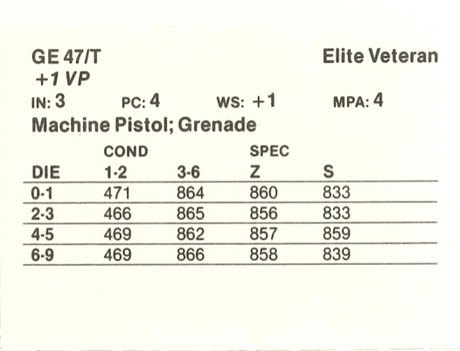 GE 47/T Elite Veteran
+1 VP
IN: 3 PC: 4 WS: +1 MPA: 4
Machine Pistol; Grenade
COND SPEC
DIE 1-2 3-6 Z S
0-1 471 864 860 833
2-3 466 865 856 833
4-5 469 862 857 859
6-9 469 866 858 839